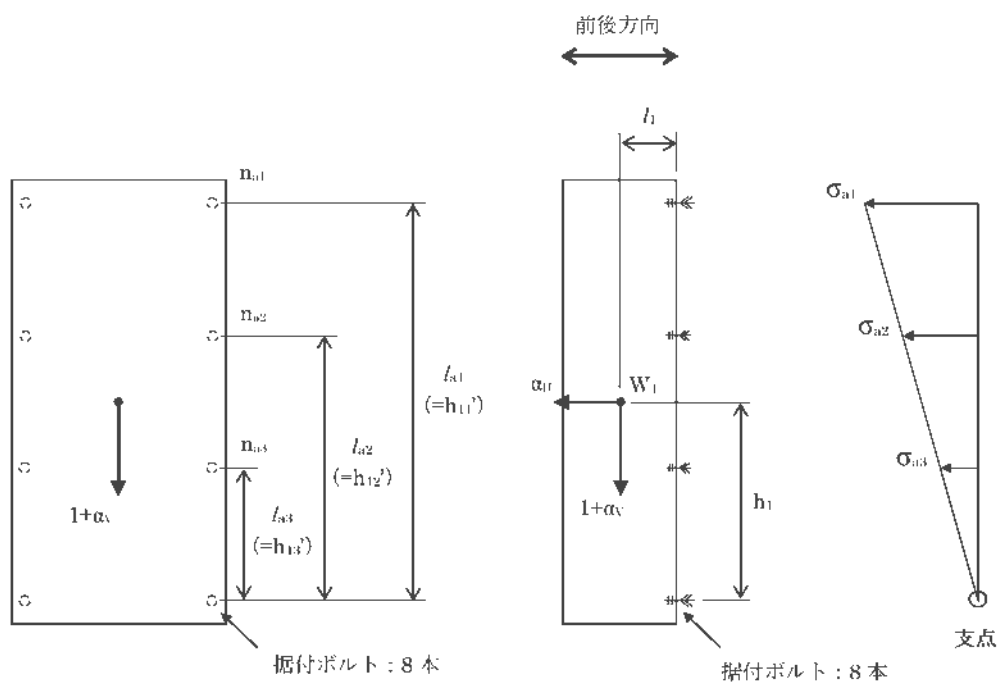 前後方向
l₁
nₐ₁
σₐ₁
nₐ₂
σₐ₂
lₐ₁
(=h₁₁')
α_H
W₁
nₐ₃
lₐ₂
(=h₁₂')
σₐ₃
1+αᵥ
lₐ₃
(=h₁₃')
1+αᵥ
h₁
支点
据付ボルト：8本
据付ボルト：8本